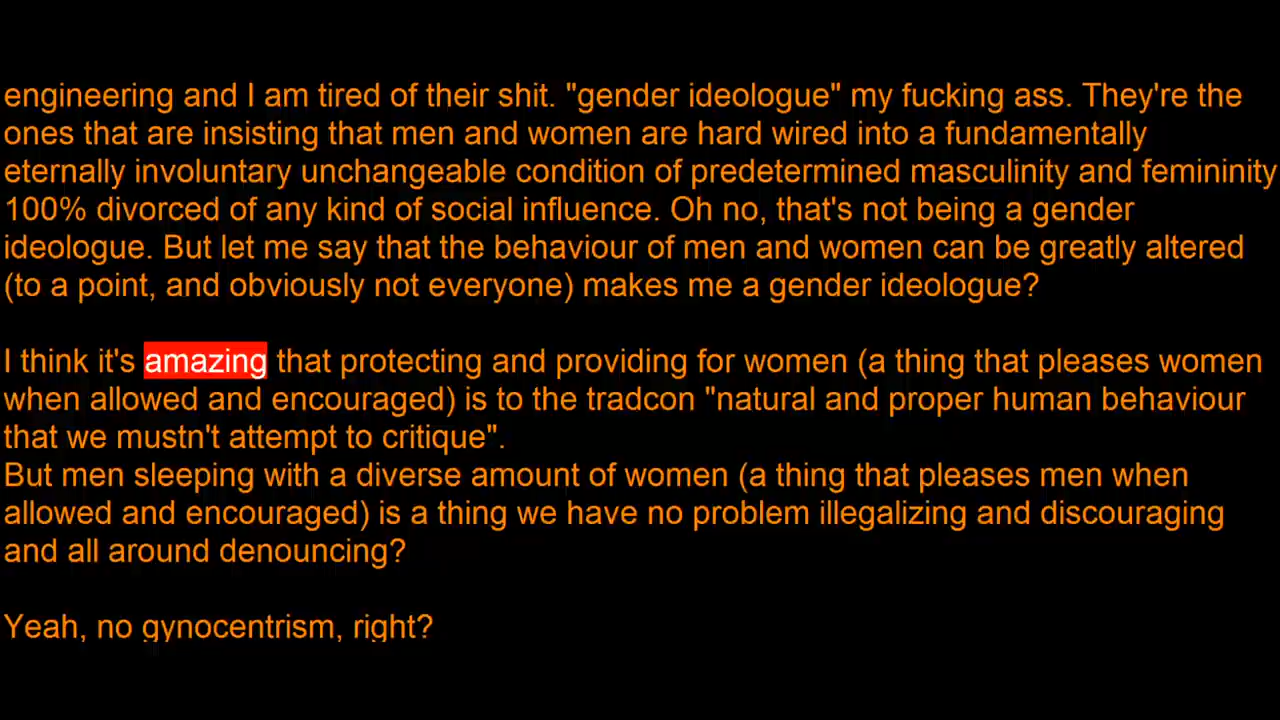 engineering and I am tired of their shit. "gender ideologue" my fucking ass. They're the
ones that are insisting that men and women are hard wired into a fundamentally
eternally involuntary unchangeable condition of predetermined masculinity and femininity
100% divorced of any kind of social influence. Oh no, that's not being a gender
ideologue. But let me say that the behaviour of men and women can be greatly altered
(to a point, and obviously not everyone) makes me a gender ideologue?
I think it's amazing that protecting and providing for women (a thing that pleases women
when allowed and encouraged) is to the tradcon "natural and proper human behaviour
that we mustn't attempt to critique".
But men sleeping with a diverse amount of women (a thing that pleases men when
allowed and encouraged) is a thing we have no problem illegalizing and discouraging
and all around denouncing?
Yeah, no gynocentrism, right?